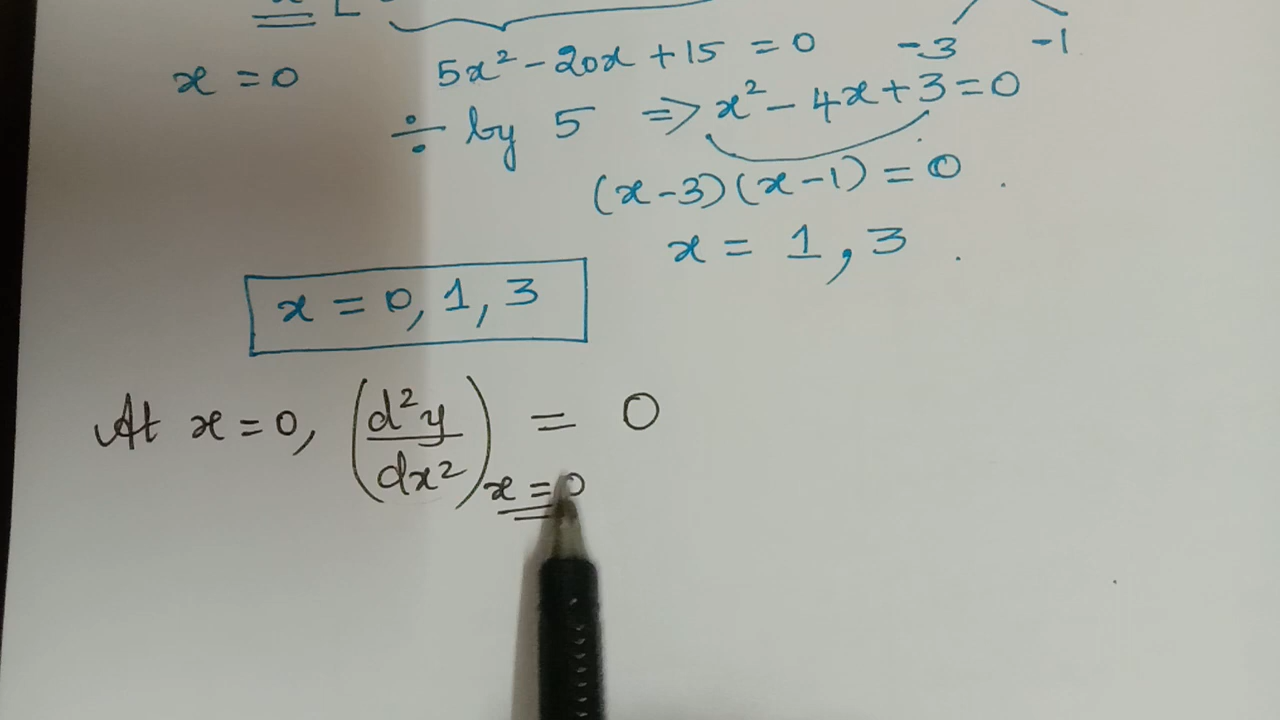 -3 -1
x = 0 5x² - 20x + 15 = 0
÷ by 5 => x² - 4x + 3 = 0
(x-3)(x-1) = 0
x = 1, 3
x = 0, 1, 3
At x = 0, (d²y/dx²)x=0 = 0